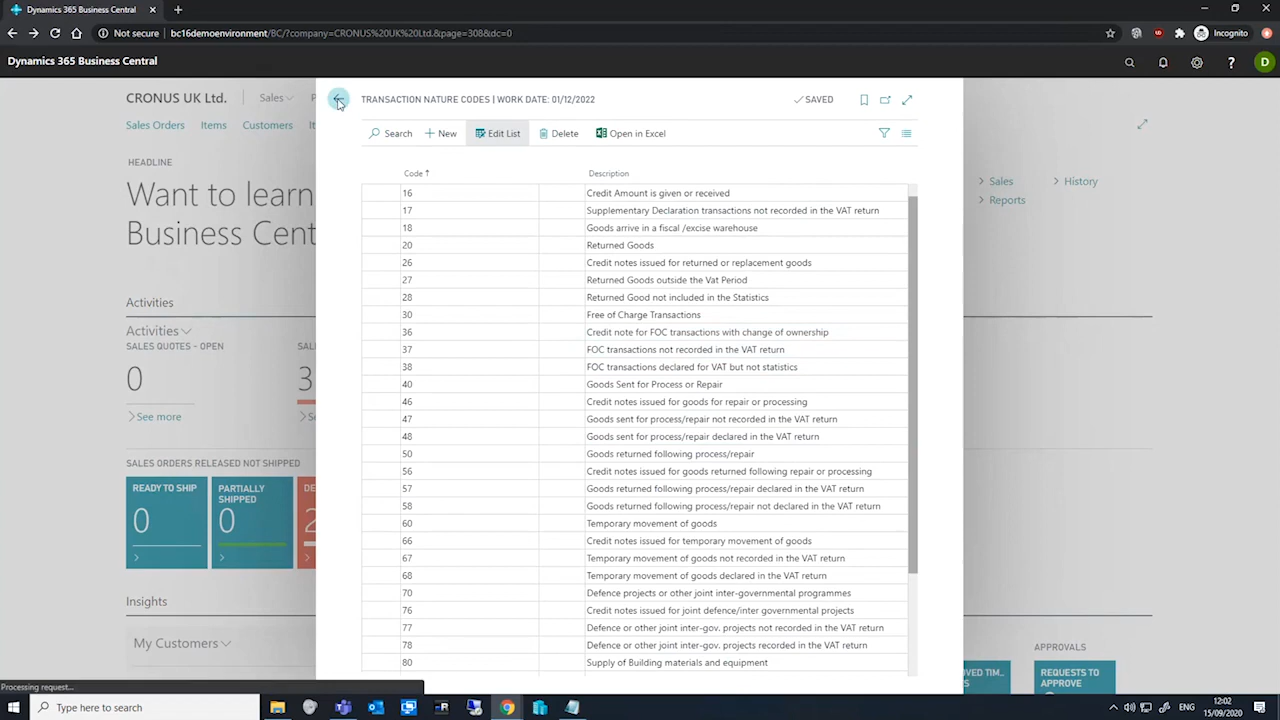 Dynamics 365 Business Central
Not secure
bc16demoenvironment/BC/?company=CRONUS%20UK%20Ltd.&page=308&dc=0
Incognito
Dynamics 365 Business Central
D
CRONUS UK Ltd.
Sales
TRANSACTION NATURE CODES | WORK DATE: 01/12/2022
SAVED
Sales Orders
Items
Customers
Search
New
Edit List
Delete
Open in Excel
HEADLINE
Want to learn
Business Cent
Sales
History
Reports
Code
Description
16 Credit Amount is given or received
17 Supplementary Declaration transactions not recorded in the VAT return
18 Goods arrive in a fiscal /excise warehouse
20 Returned Goods
26 Credit notes issued for returned or replacement goods
27 Returned Goods outside the Vat Period
28 Returned Good not included in the Statistics
30 Free of Charge Transactions
36 Credit note for FOC transactions with change of ownership
37 FOC transactions not recorded in the VAT return
38 FOC transactions declared for VAT but not statistics
40 Goods Sent for Process or Repair
46 Credit notes issued for goods for repair or processing
47 Goods sent for process/repair not recorded in the VAT return
48 Goods sent for process/repair declared in the VAT return
50 Goods returned following process/repair
56 Credit notes issued for goods returned following repair or processing
57 Goods returned following process/repair declared in the VAT return
58 Goods returned following process/repair not declared in the VAT return
60 Temporary movement of goods
66 Credit notes issued for temporary movement of goods
67 Temporary movement of goods not recorded in the VAT return
68 Temporary movement of goods declared in the VAT return
70 Defence projects or other joint inter-governmental programmes
76 Credit notes issued for joint defence/inter governmental projects
77 Defence or other joint inter-gov. projects not recorded in the VAT return
78 Defence or other joint inter-gov. projects recorded in the VAT return
80 Supply of Building materials and equipment
Activities
Activities
SALES QUOTES - OPEN
SAL
0
3
See more
SALES ORDERS RELEASED NOT SHIPPED
READY TO SHIP
0
PARTIALLY
SHIPPED
0
DE
2
Insights
My Customers
APPROVALS
OVED TIM..
REQUESTS TO
APPROVE
Processing request...
Type here to search
ENG
12:02
15/09/2020